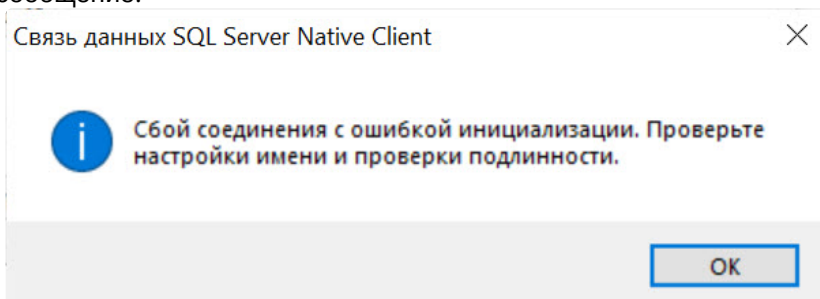 Связь данных SQL Server Native Client
Сбой соединения с ошибкой инициализации. Проверьте
настройки имени и проверки подлинности.
OK